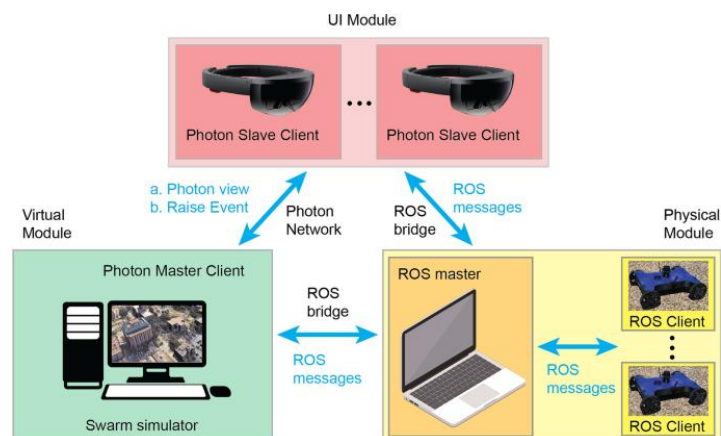 UI Module
Photon Slave Client
Photon Slave Client
a. Photon view
b. Raise Event
Photon
Network
ROS
bridge
ROS
messages
Virtual
Module
Physical
Module
Photon Master Client
Swarm simulator
ROS
bridge
ROS
messages
ROS master
ROS
messages
ROS Client
ROS Client